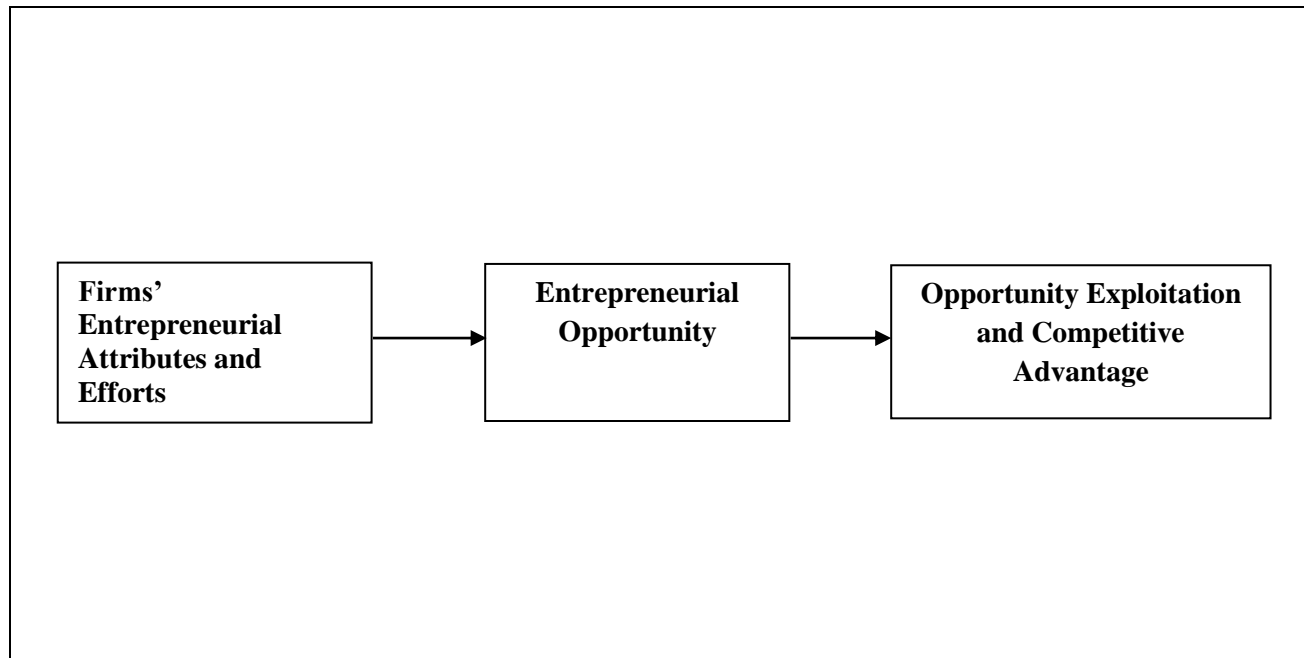 Firms’
Entrepreneurial
Attributes and
Efforts
Entrepreneurial
Opportunity
Opportunity Exploitation
and Competitive
Advantage